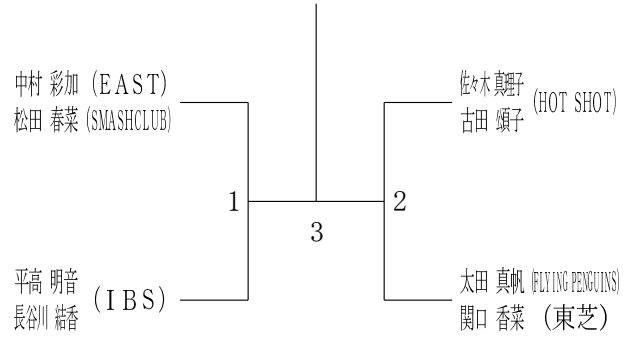 中村 彩加 (EAST)
松田 春菜 (SMASHCLUB)
佐々木 真理子
古田 頌子
(HOT SHOT)
1
2
3
平高 明音
長谷川 結香
(IBS)
太田 真帆 (FLYING PENGUINS)
関口 香菜 (東芝)